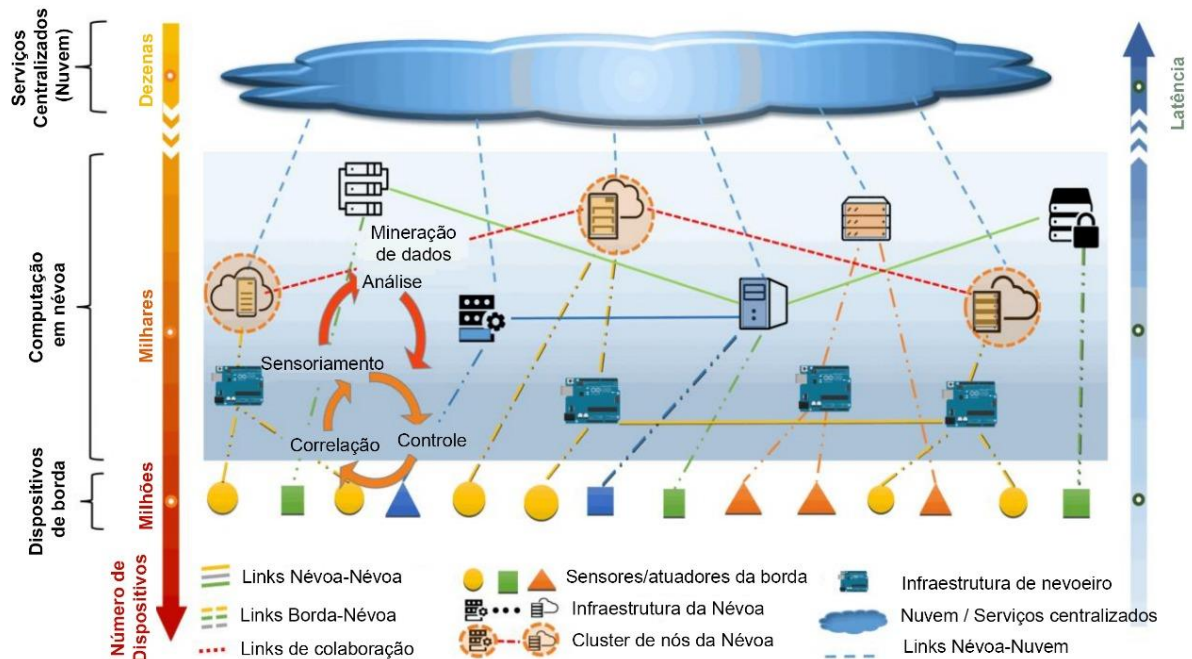 Serviços
Centralizados
(Nuvem)
Dezenas
Latência
Computação
em névoa
Milhares
Mineração
de dados
Análise
Sensoriamento
Correlação
Controle
Dispositivos
de borda
Milhões
Número de
Dispositivos
Links Névoa-Névoa
Links Borda-Névoa
Links de colaboração
Sensores/atuadores da borda
Infraestrutura da Névoa
Cluster de nós da Névoa
Infraestrutura de nevoeiro
Nuvem / Serviços centralizados
Links Névoa-Nuvem